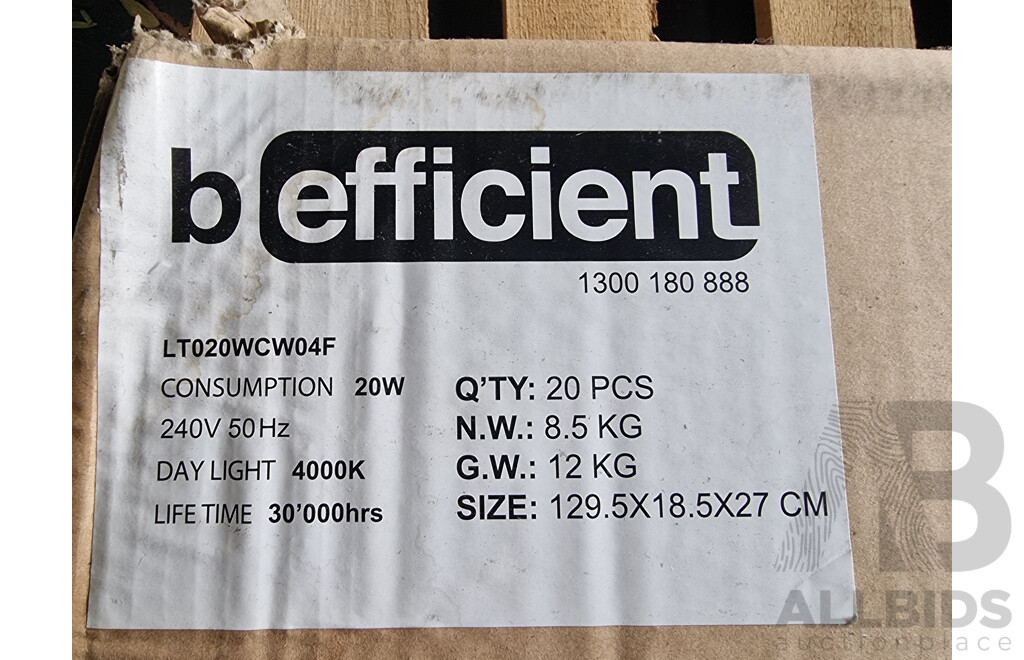 b efficient
1300 180 888
LT020WCW04F
CONSUMPTION 20W
240V 50Hz
DAY LIGHT 4000K
LIFE TIME 30'000hrs
Q'TY: 20 PCS
N.W.: 8.5 KG
G.W.: 12 KG
SIZE: 129.5X18.5X27 CM
B
ALLBIDS
auctionplace